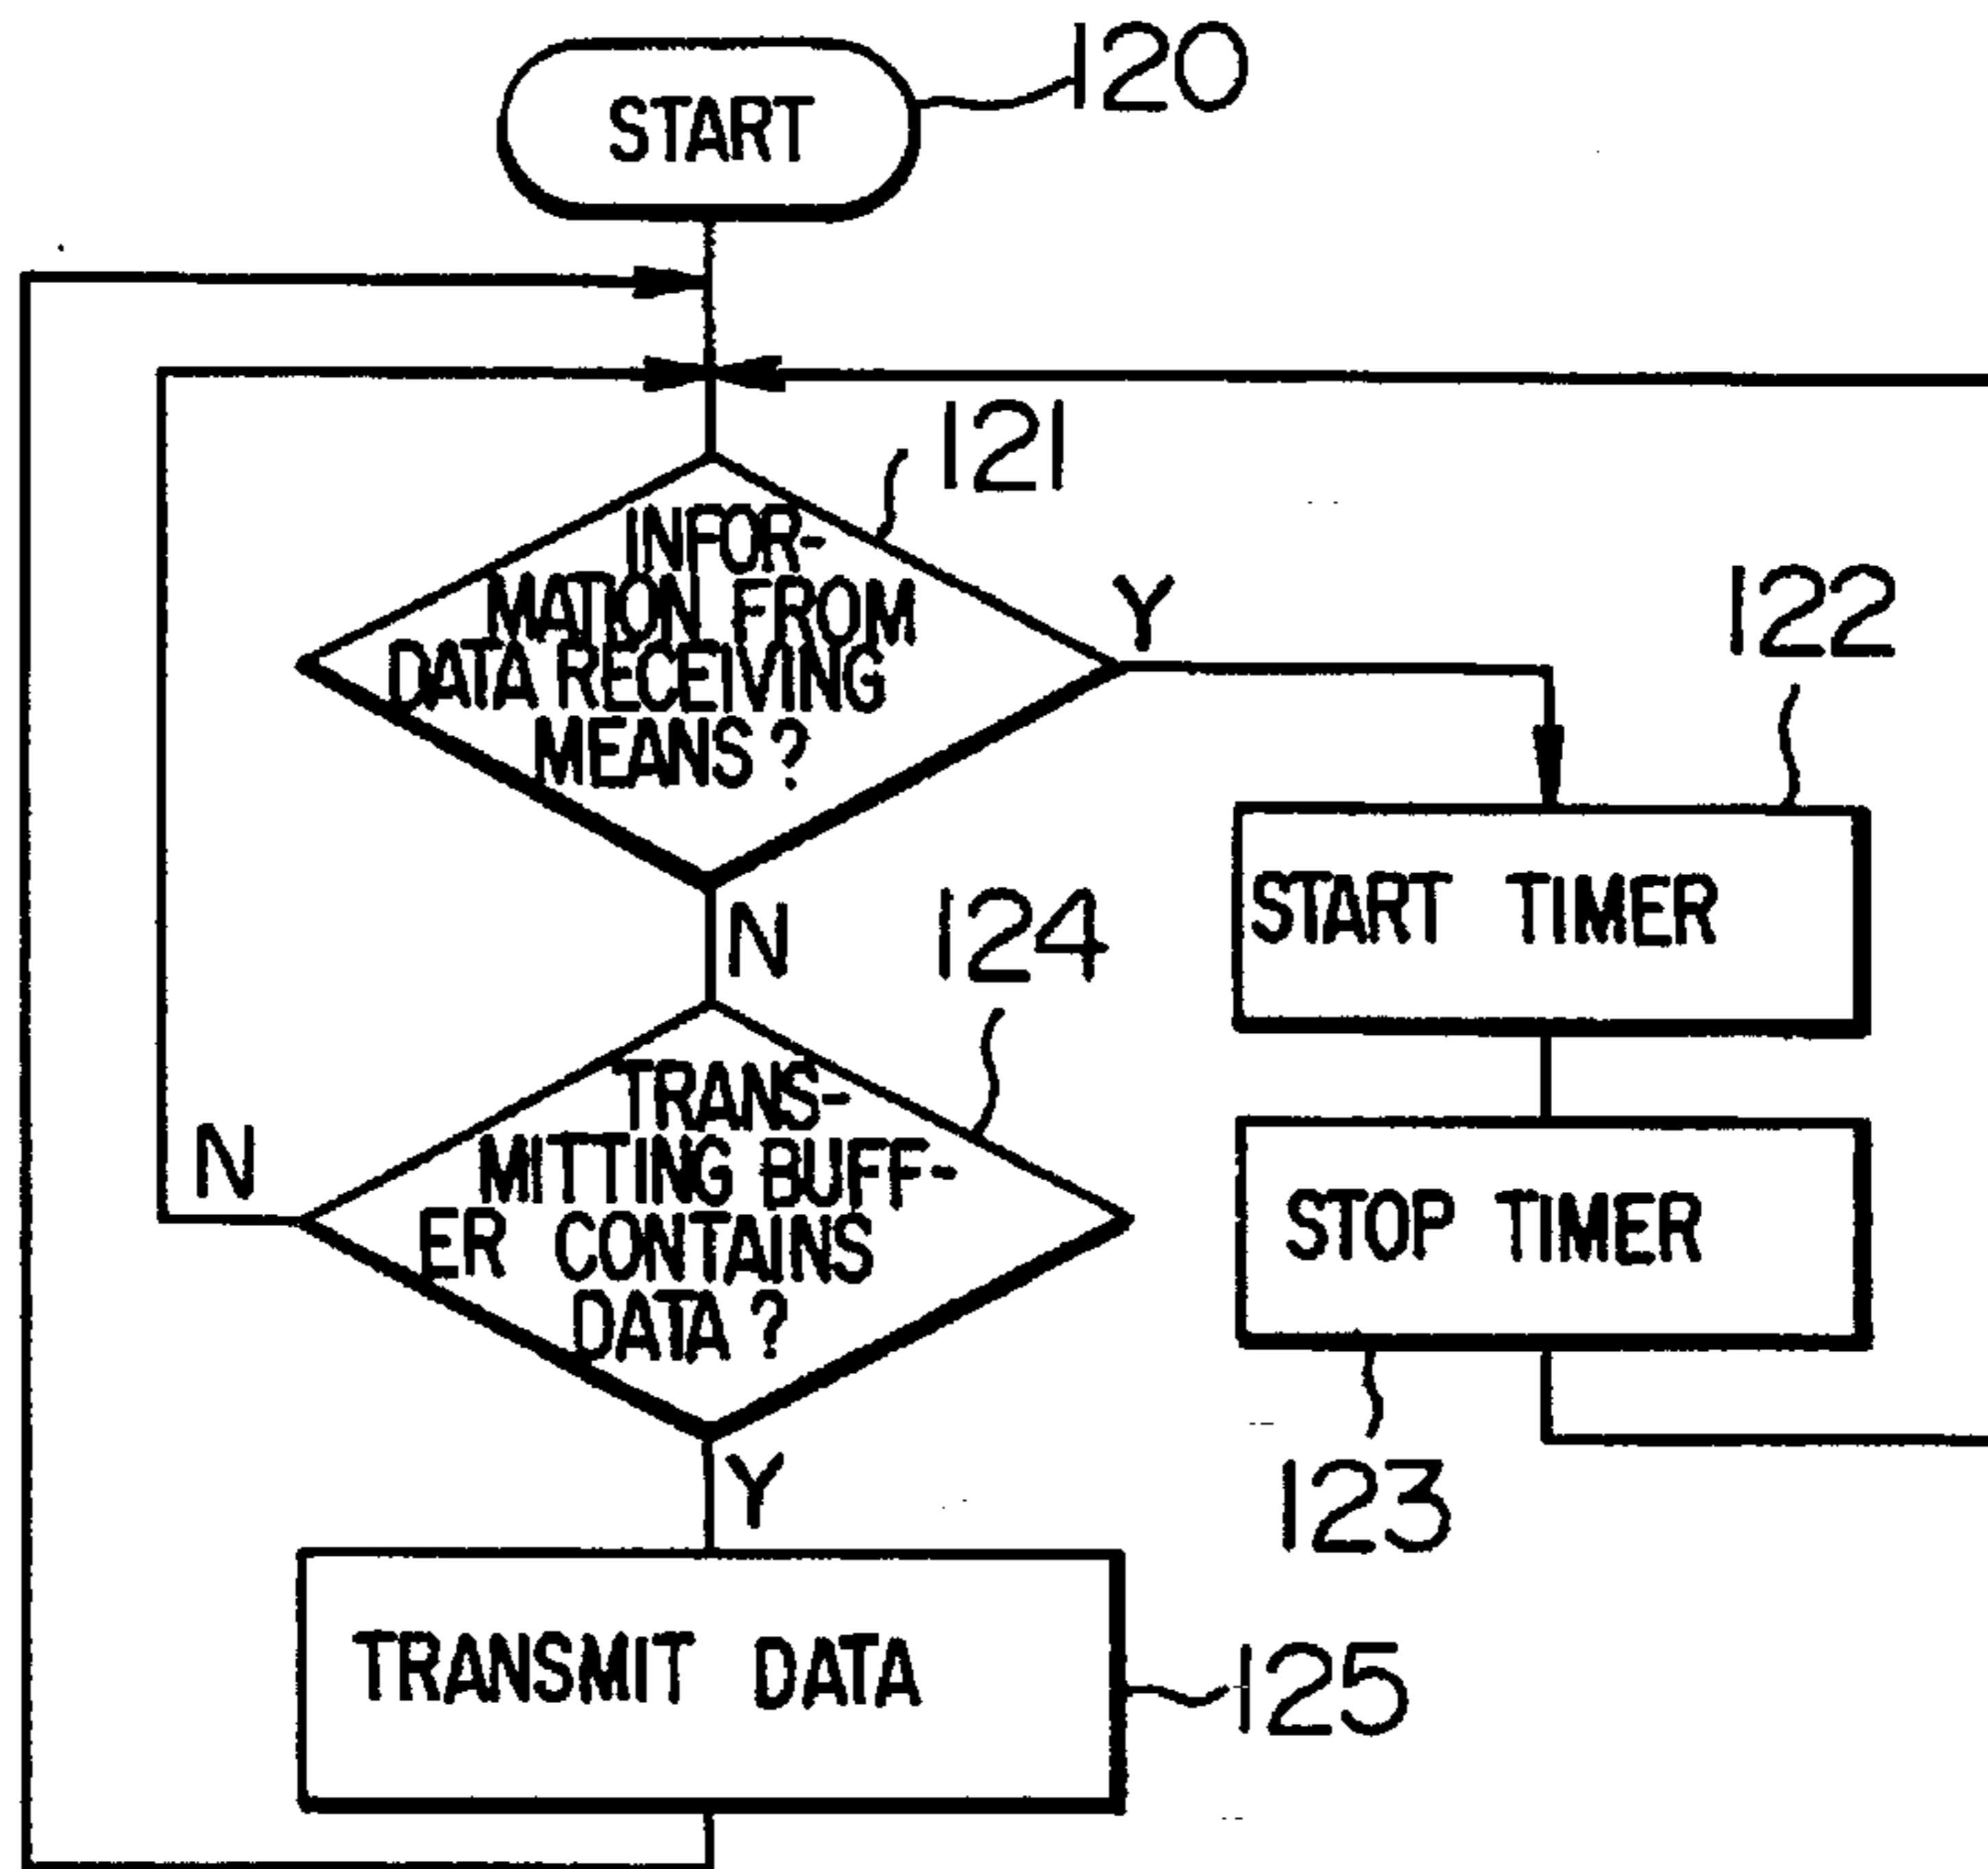 START
120
121
INFOR-
MATION FROM
DATA RECEIVING
MEANS ?
Y
122
START TIMER
N
124
TRANS-
MITTING BUFF-
ER CONTAINS
DATA ?
N
STOP TIMER
123
Y
TRANSMIT DATA
125